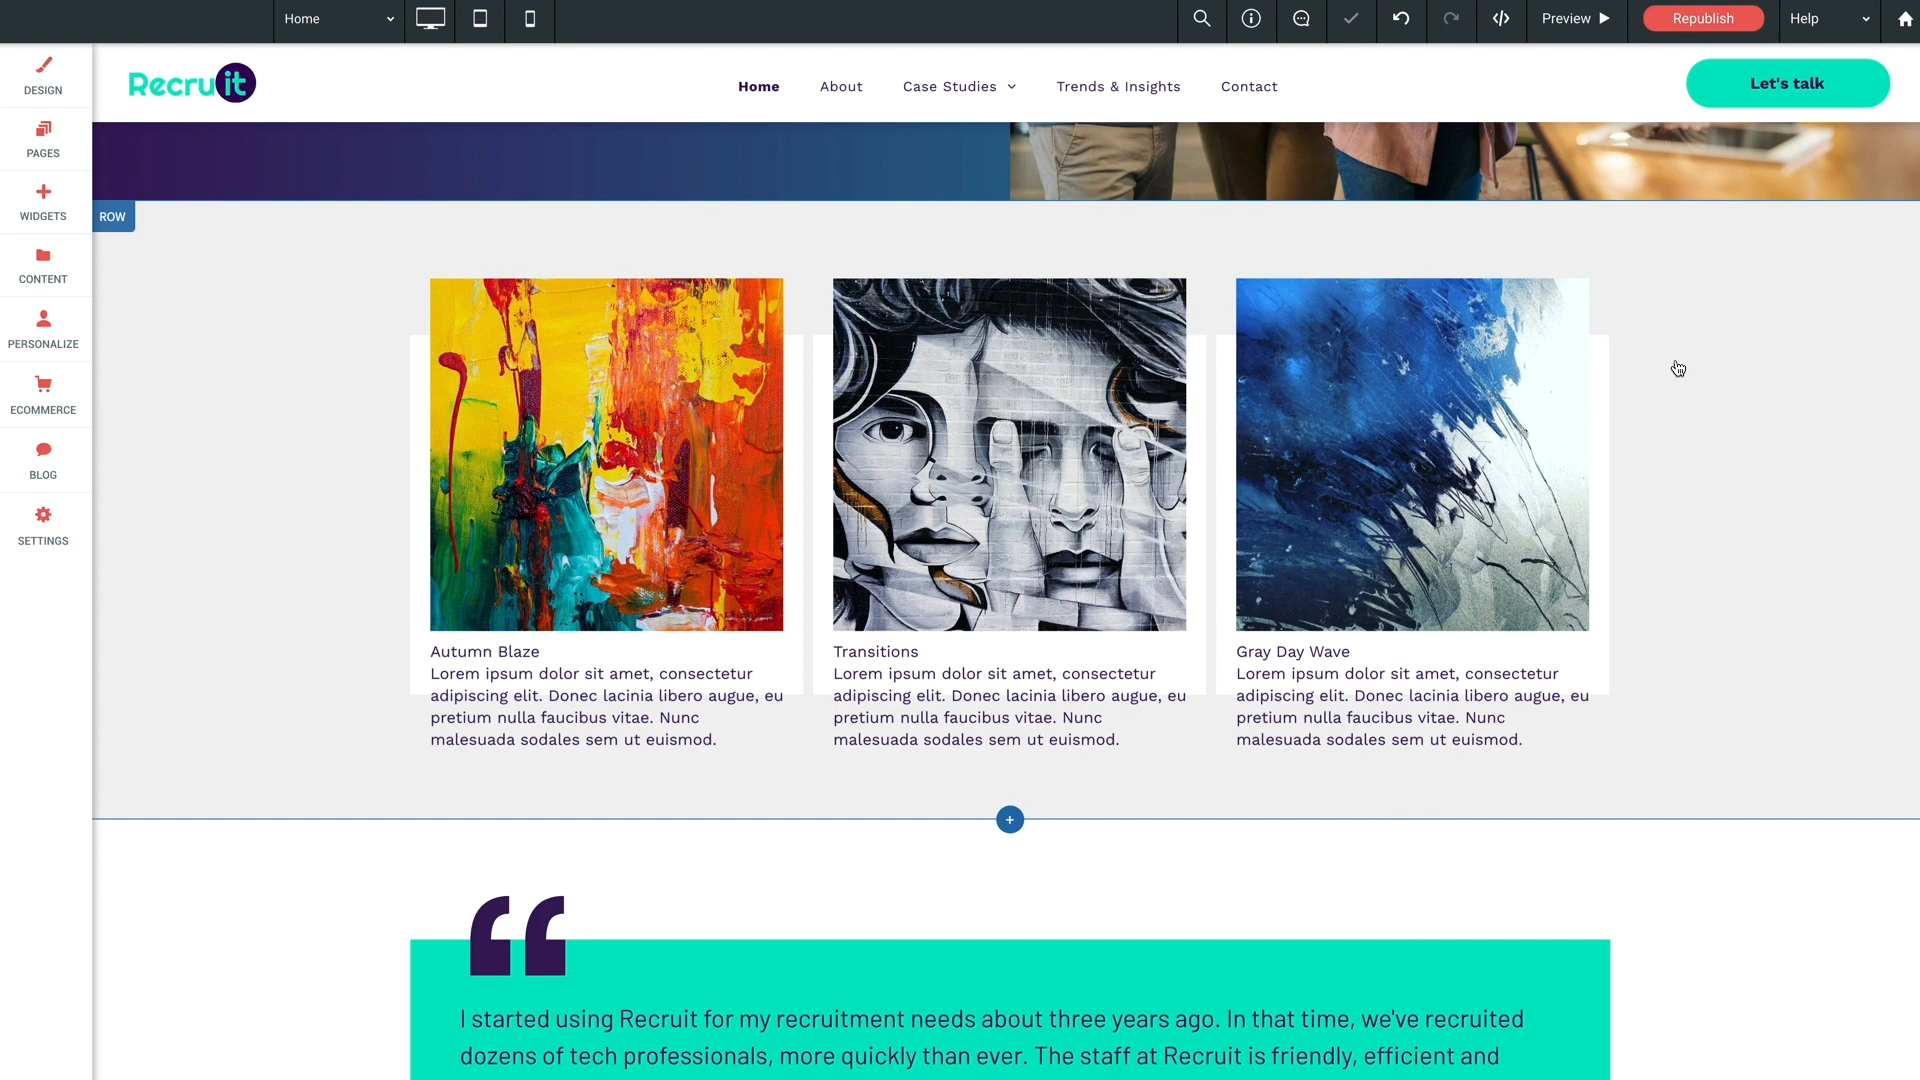 Home
Preview
Republish
Help
DESIGN
PAGES
WIDGETS
CONTENT
PERSONALIZE
ECOMMERCE
BLOG
SETTINGS
Recruit
Home About Case Studies Trends & Insights Contact
Let's talk
ROW
Autumn Blaze
Lorem ipsum dolor sit amet, consectetur
adipiscing elit. Donec lacinia libero augue, eu
pretium nulla faucibus vitae. Nunc
malesuada sodales sem ut euismod.
Transitions
Lorem ipsum dolor sit amet, consectetur
adipiscing elit. Donec lacinia libero augue, eu
pretium nulla faucibus vitae. Nunc
malesuada sodales sem ut euismod.
Gray Day Wave
Lorem ipsum dolor sit amet, consectetur
adipiscing elit. Donec lacinia libero augue, eu
pretium nulla faucibus vitae. Nunc
malesuada sodales sem ut euismod.
I started using Recruit for my recruitment needs about three years ago. In that time, we've recruited
dozens of tech professionals, more quickly than ever. The staff at Recruit is friendly, efficient and